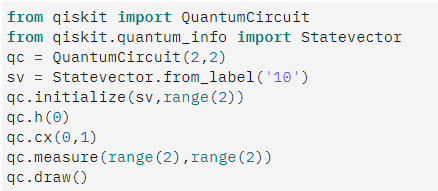 from qiskit import QuantumCircuit
from qiskit.quantum_info import Statevector
qc = QuantumCircuit(2,2)
sv = Statevector.from_label('10')
qc.initialize(sv,range(2))
qc.h(0)
qc.cx(0,1)
qc.measure(range(2),range(2))
qc.draw()